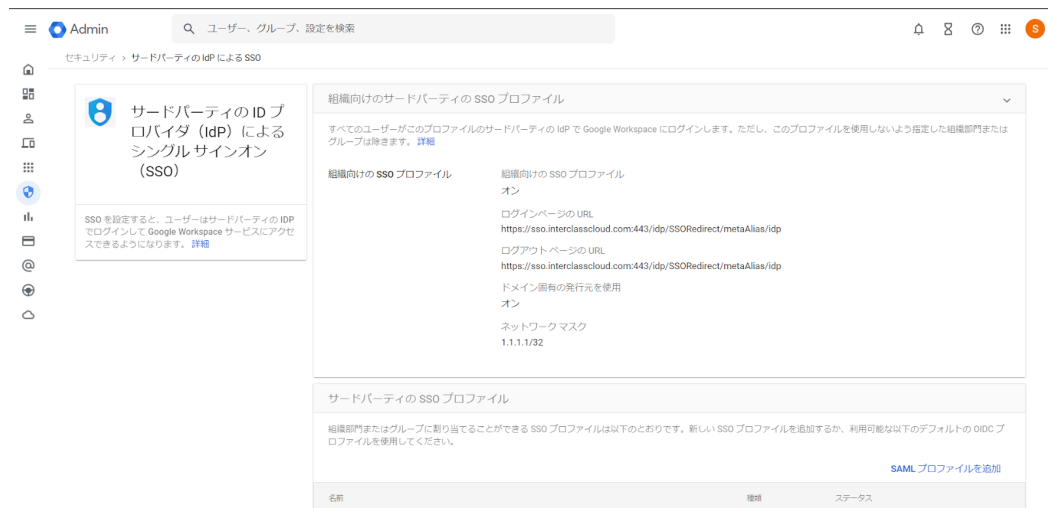 Admin
ユーザー、グループ、設定を検索
S
セキュリティ > サードパーティの IdP による SSO
サードパーティの ID プ
ロバイダ（IdP）による
シングル サインオン
（SSO）
SSO を設定すると、ユーザーはサードパーティの IDP
でログインして Google Workspace サービスにアクセ
スできるようになります。 詳細
組織向けのサードパーティの SSO プロファイル
すべてのユーザーがこのプロファイルのサードパーティの IdP で Google Workspace にログインします。ただし、このプロファイルを使用しないよう指定した組織部門または
グループは除きます。 詳細
組織向けの SSO プロファイル
組織向けの SSO プロファイル
オン
ログインページの URL
https://sso.interclasscloud.com:443/idp/SSORedirect/metaAlias/idp
ログアウト ページの URL
https://sso.interclasscloud.com:443/idp/SSORedirect/metaAlias/idp
ドメイン固有の発行元を使用
オン
ネットワーク マスク
1.1.1.1/32
サードパーティの SSO プロファイル
組織部門またはグループに割り当てることができる SSO プロファイルは以下のとおりです。新しい SSO プロファイルを追加するか、利用可能な以下のデフォルトの OIDC プ
ロファイルを使用してください。
SAML プロファイルを追加
名前
種類
ステータス